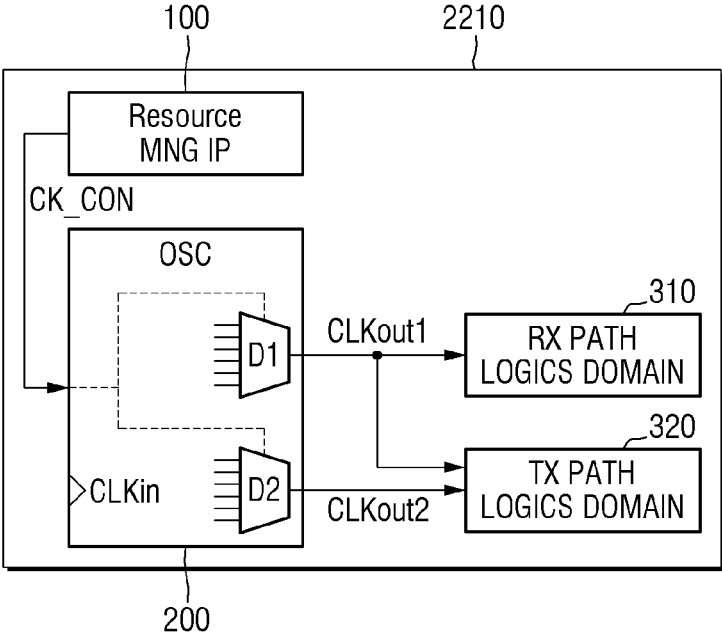 100
2210
Resource
MNG IP
CK_CON
OSC
D1
CLKout1
310
RX PATH
LOGICS DOMAIN
320
TX PATH
LOGICS DOMAIN
CLKin
D2
CLKout2
200